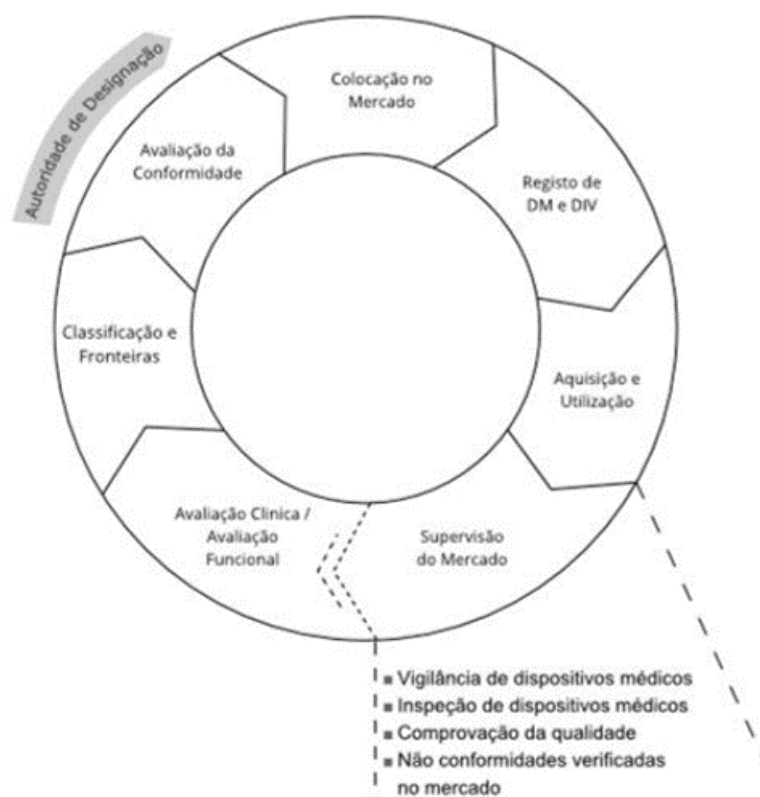 Autoridade de Designação
Colocação no
Mercado
Avaliação da
Conformidade
Registo de
DM e DIV
Classificação e
Fronteiras
Aquisição e
Utilização
Avaliação Clinica /
Avaliação
Funcional
Supervisão
do Mercado
Vigilância de dispositivos médicos
Inspeção de dispositivos médicos
Comprovação da qualidade
Não conformidades verificadas
no mercado